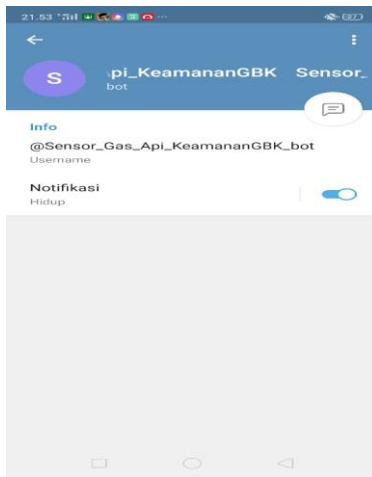 21.53
S
pi_KeamananGBK Sensor_
bot
Info
@Sensor_Gas_Api_KeamananGBK_bot
Username
Notifikasi
Hidup